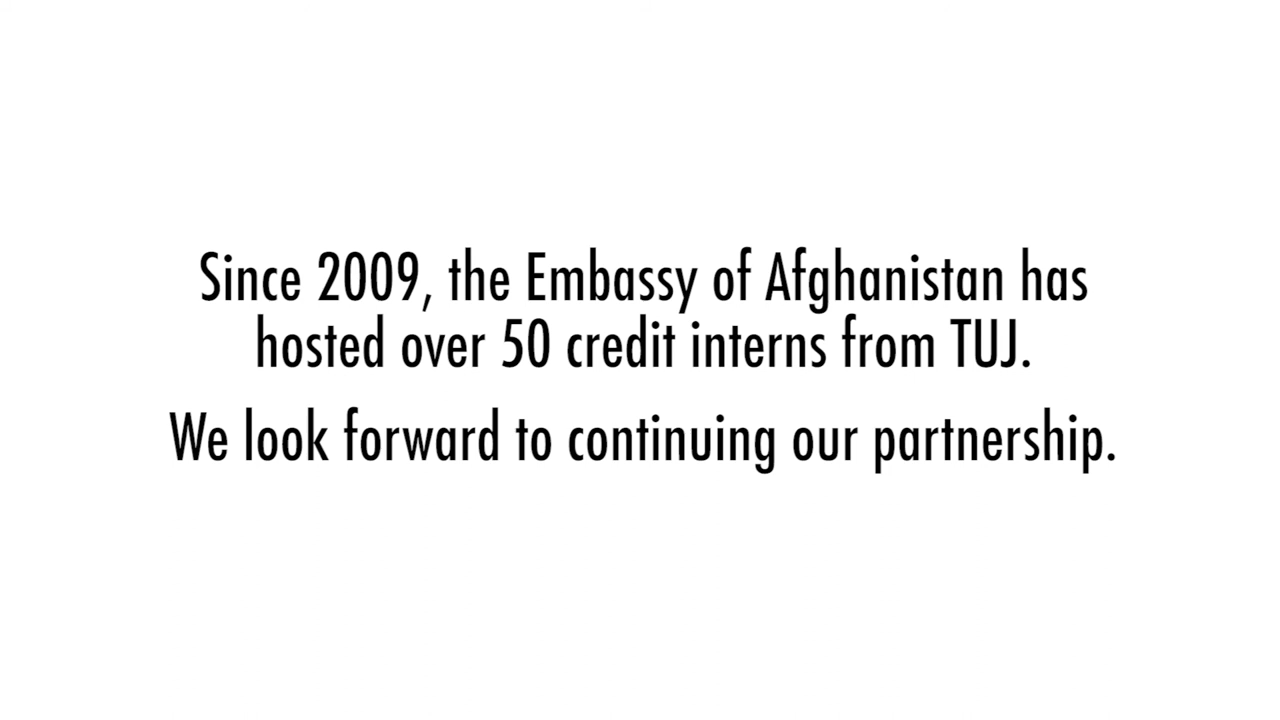 Since 2009, the Embassy of Afghanistan has
hosted over 50 credit interns from TUJ.
We look forward to continuing our partnership.